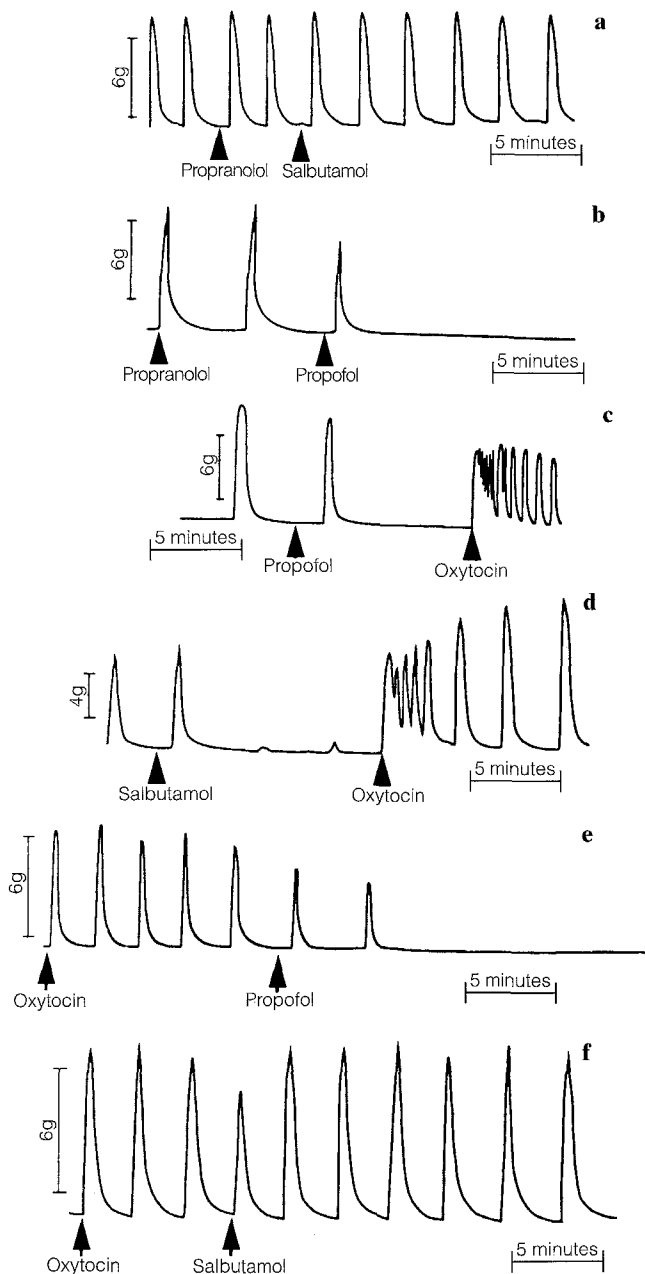 a
6g
5 minutes
Propranolol Salbutamol
b
6g
5 minutes
Propranolol Propofol
c
6g
5 minutes
Propofol Oxytocin
d
4g
5 minutes
Salbutamol Oxytocin
e
6g
5 minutes
Oxytocin Propofol
f
6g
5 minutes
Oxytocin Salbutamol